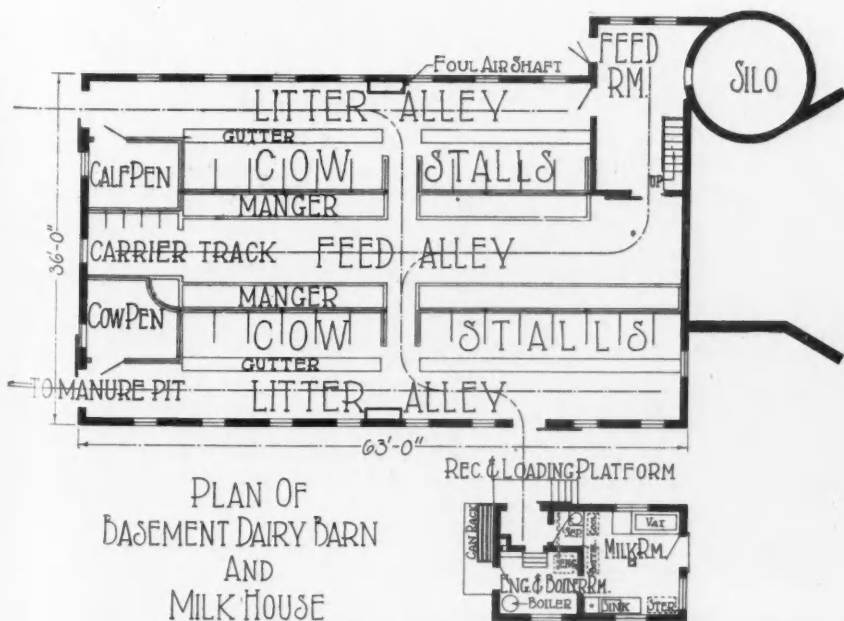 FOUL AIR SHAFT
FEED
RM.
SILO
LITTER ALLEY
GUTTER
CALF PEN
COW STALLS
UP
MANGER
36'-0"
CARRIER TRACK
FEED ALLEY
MANGER
COW PEN
COW STALLS
GUTTER
TO MANURE PIT
LITTER ALLEY
63'-0"
REC. & LOADING PLATFORM
PLAN OF
BASEMENT DAIRY BARN
AND
MILK HOUSE
CAN RACK
SEP.
VAT
MILK RM.
ENG.
ENG. & BOILER RM.
BOILER
SINK
STER.